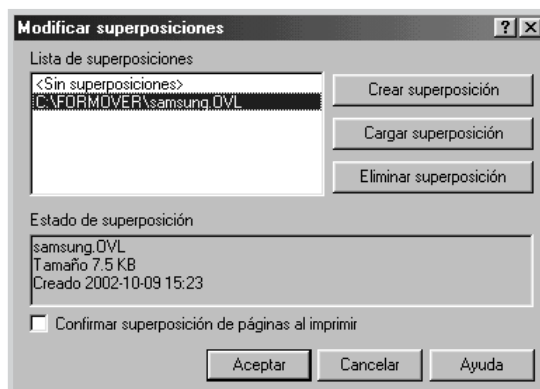 Modificar superposiciones
Lista de superposiciones
<Sin superposiciones>
C:\FORMOVER\samsung.OVL
Crear superposición
Cargar superposición
Eliminar superposición
Estado de superposición
samsung.OVL
Tamaño 7.5 KB
Creado 2002-10-09 15:23
Confirmar superposición de páginas al imprimir
Aceptar
Cancelar
Ayuda